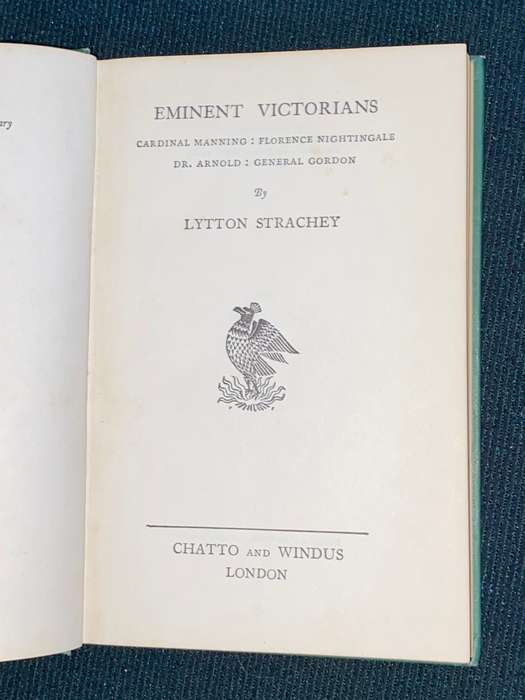 EMINENT VICTORIANS
CARDINAL MANNING : FLORENCE NIGHTINGALE
DR. ARNOLD : GENERAL GORDON
By
LYTTON STRACHEY
CHATTO AND WINDUS
LONDON